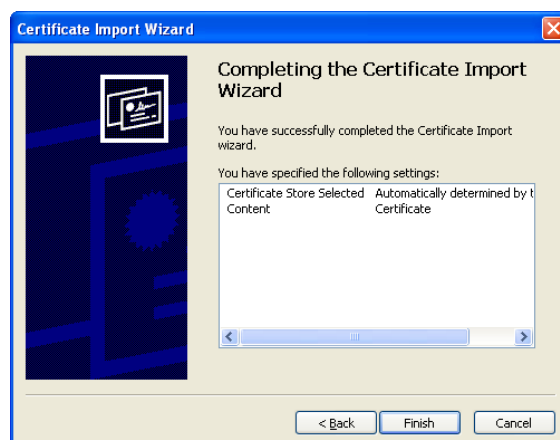 Certificate Import Wizard
Completing the Certificate Import
Wizard
You have successfully completed the Certificate Import
wizard.
You have specified the following settings:
Certificate Store Selected Automatically determined by t
Content Certificate
< Back Finish Cancel